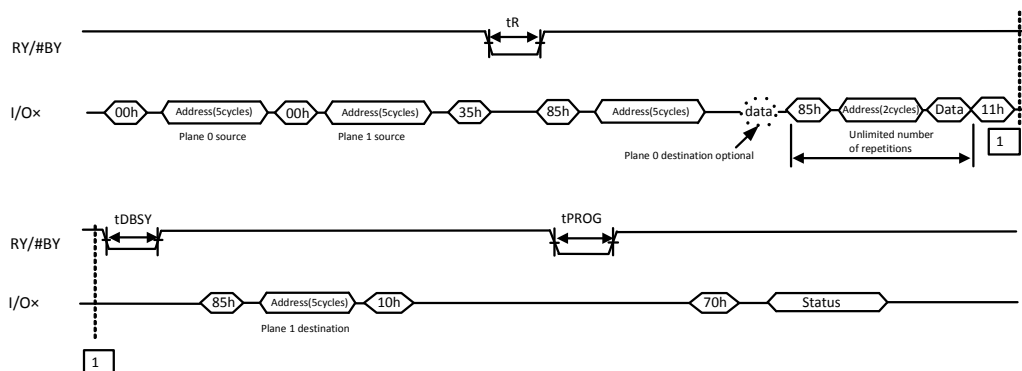 tR
RY/#BY
I/O×
00h Address(5cycles) 00h Address(5cycles) 35h 85h Address(5cycles) data 85h Address(2cycles) Data 11h
Plane 0 source Plane 1 source Plane 0 destination optional Unlimited number
of repetitions
1
tDBSY tPROG
RY/#BY
I/O×
85h Address(5cycles) 10h 70h Status
Plane 1 destination
1